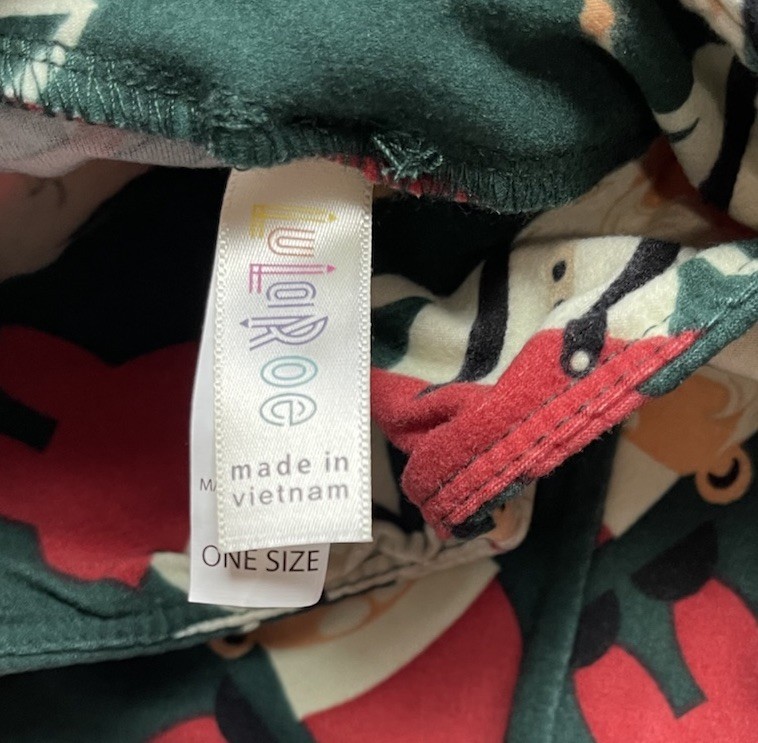 LuLaRoe
made in
vietnam
ONE SIZE